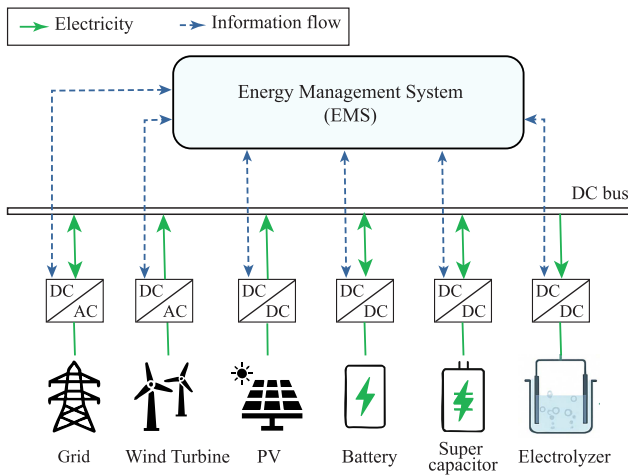 Electricity
Information flow
Energy Management System
(EMS)
DC bus
DC
AC
DC
AC
DC
DC
DC
DC
DC
DC
DC
DC
Grid
Wind Turbine
PV
Battery
Super
capacitor
Electrolyzer